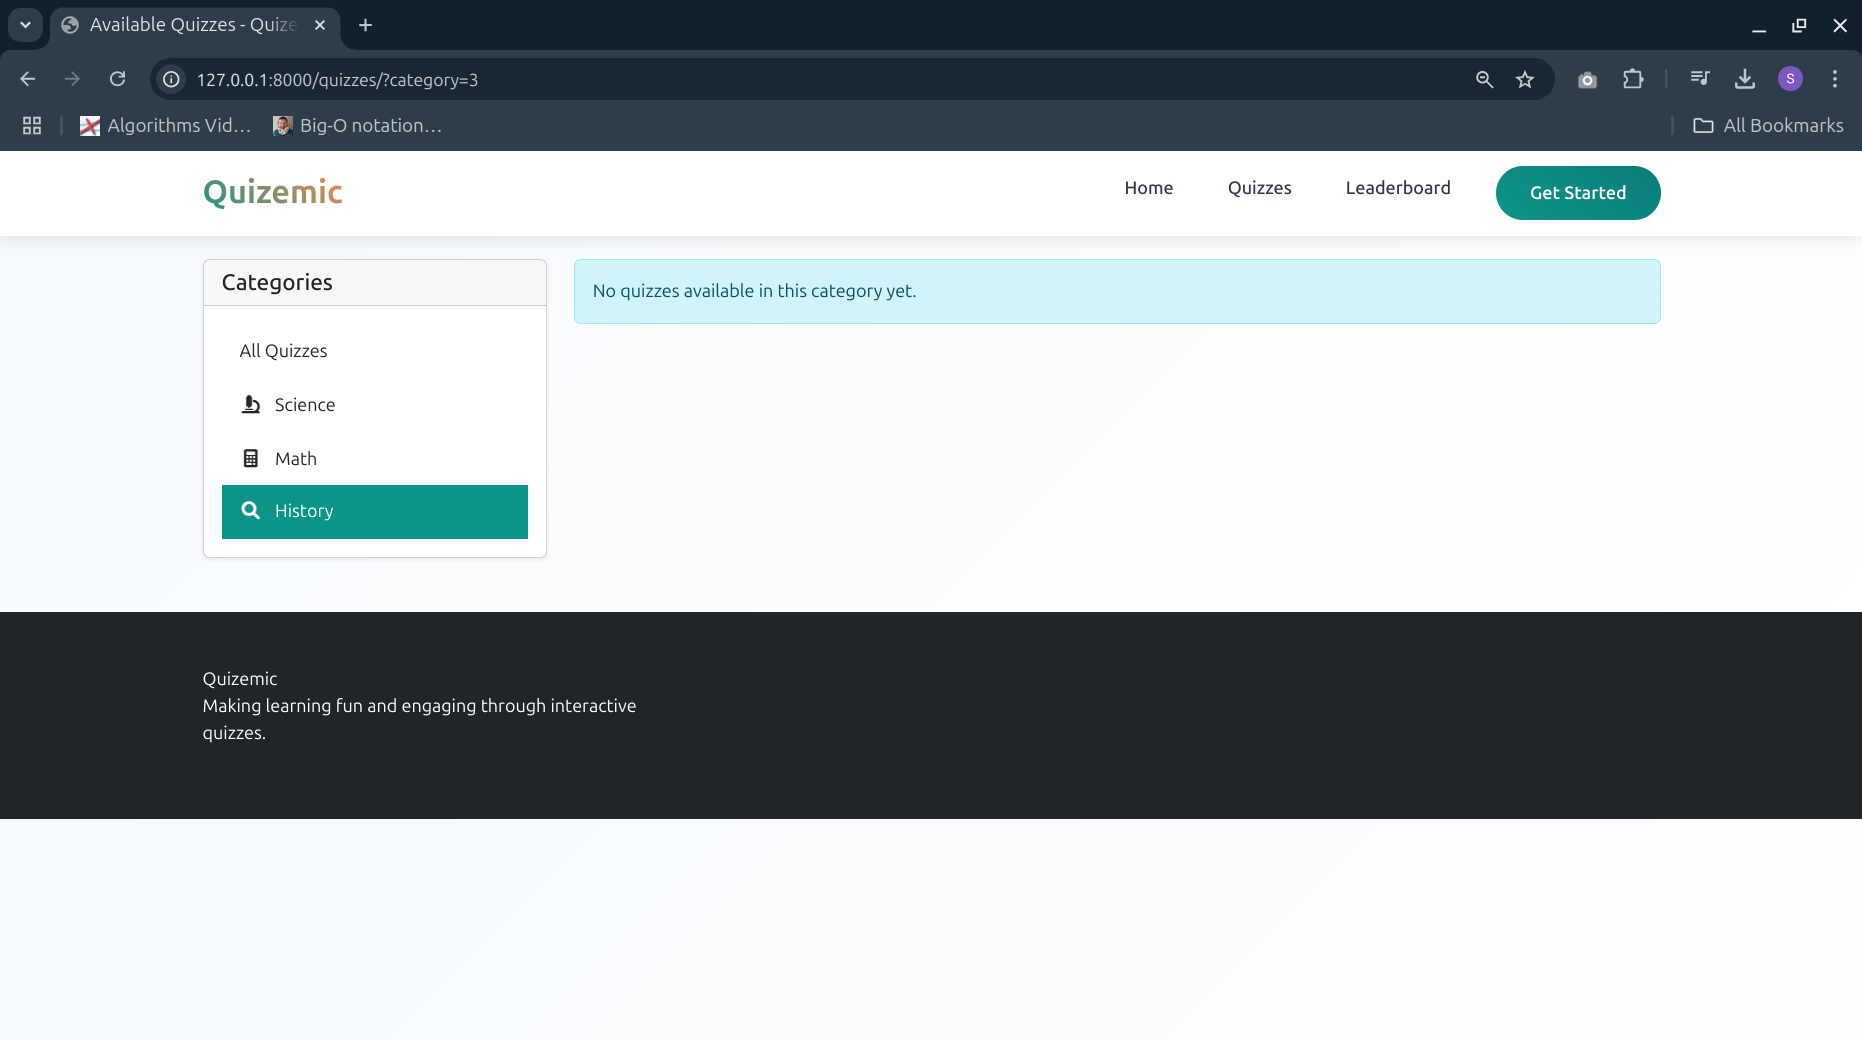 Available Quizzes - Quize
127.0.0.1:8000/quizzes/?category=3
S
Algorithms Vid...
Big-O notation...
All Bookmarks
Quizemic
Home
Quizzes
Leaderboard
Get Started
Categories
All Quizzes
Science
Math
History
No quizzes available in this category yet.
Quizemic
Making learning fun and engaging through interactive
quizzes.